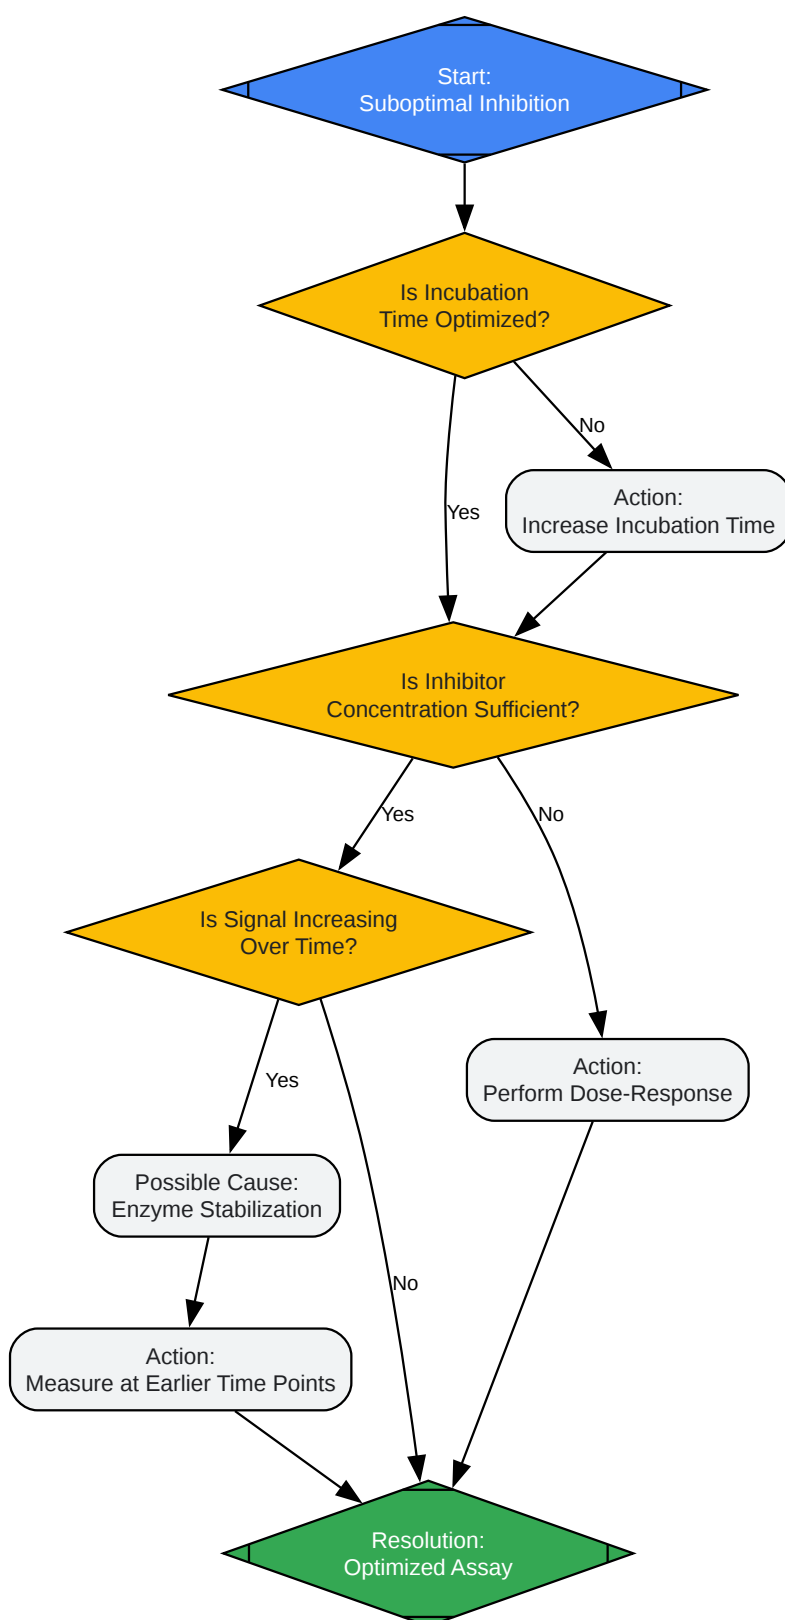 Start:
Suboptimal Inhibition
Is Incubation
Time Optimized?
No
Yes
Action:
Increase Incubation Time
Is Inhibitor
Concentration Sufficient?
Yes
No
Is Signal Increasing
Over Time?
Action:
Perform Dose-Response
Yes
Possible Cause:
Enzyme Stabilization
No
Action:
Measure at Earlier Time Points
Resolution:
Optimized Assay